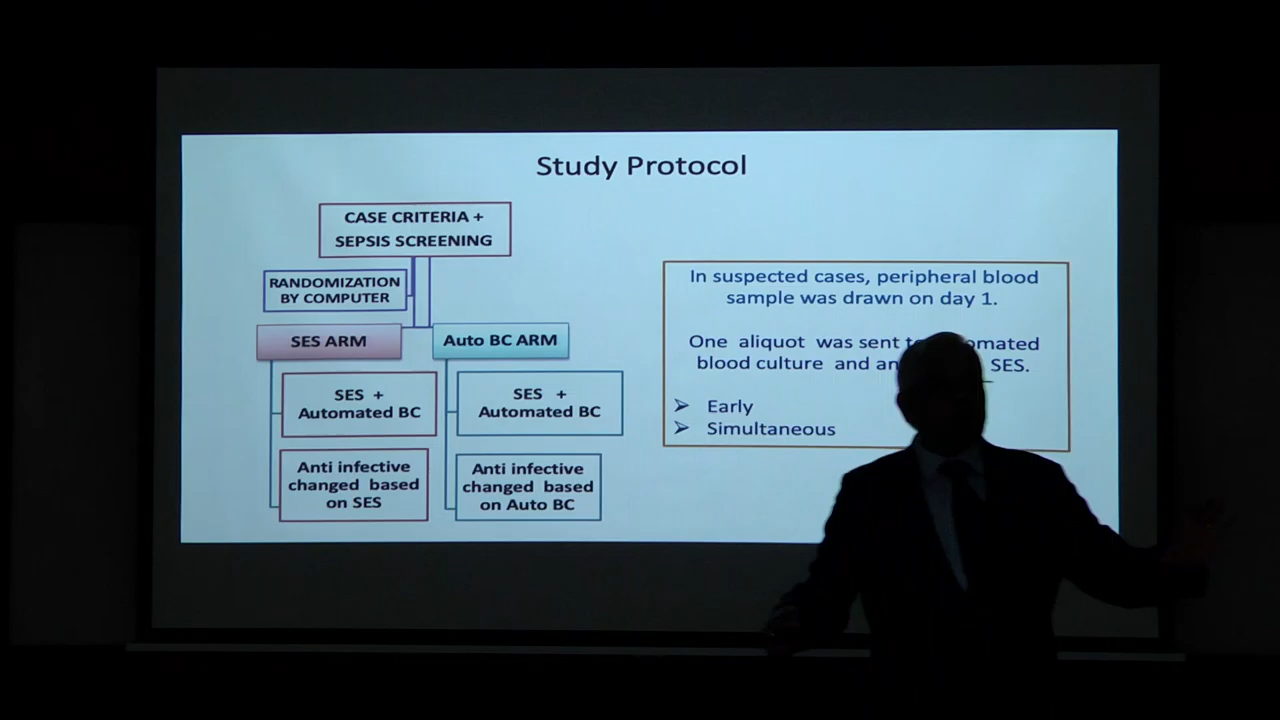 Study Protocol
CASE CRITERIA +
SEPSIS SCREENING
RANDOMIZATION
BY COMPUTER
SES ARM
Auto BC ARM
SES +
Automated BC
SES +
Automated BC
Anti infective
changed based
on SES
Anti infective
changed based
on Auto BC
In suspected cases, peripheral blood
sample was drawn on day 1.
One aliquot was sent
blood culture and SES.
➢ Early
➢ Simultaneous